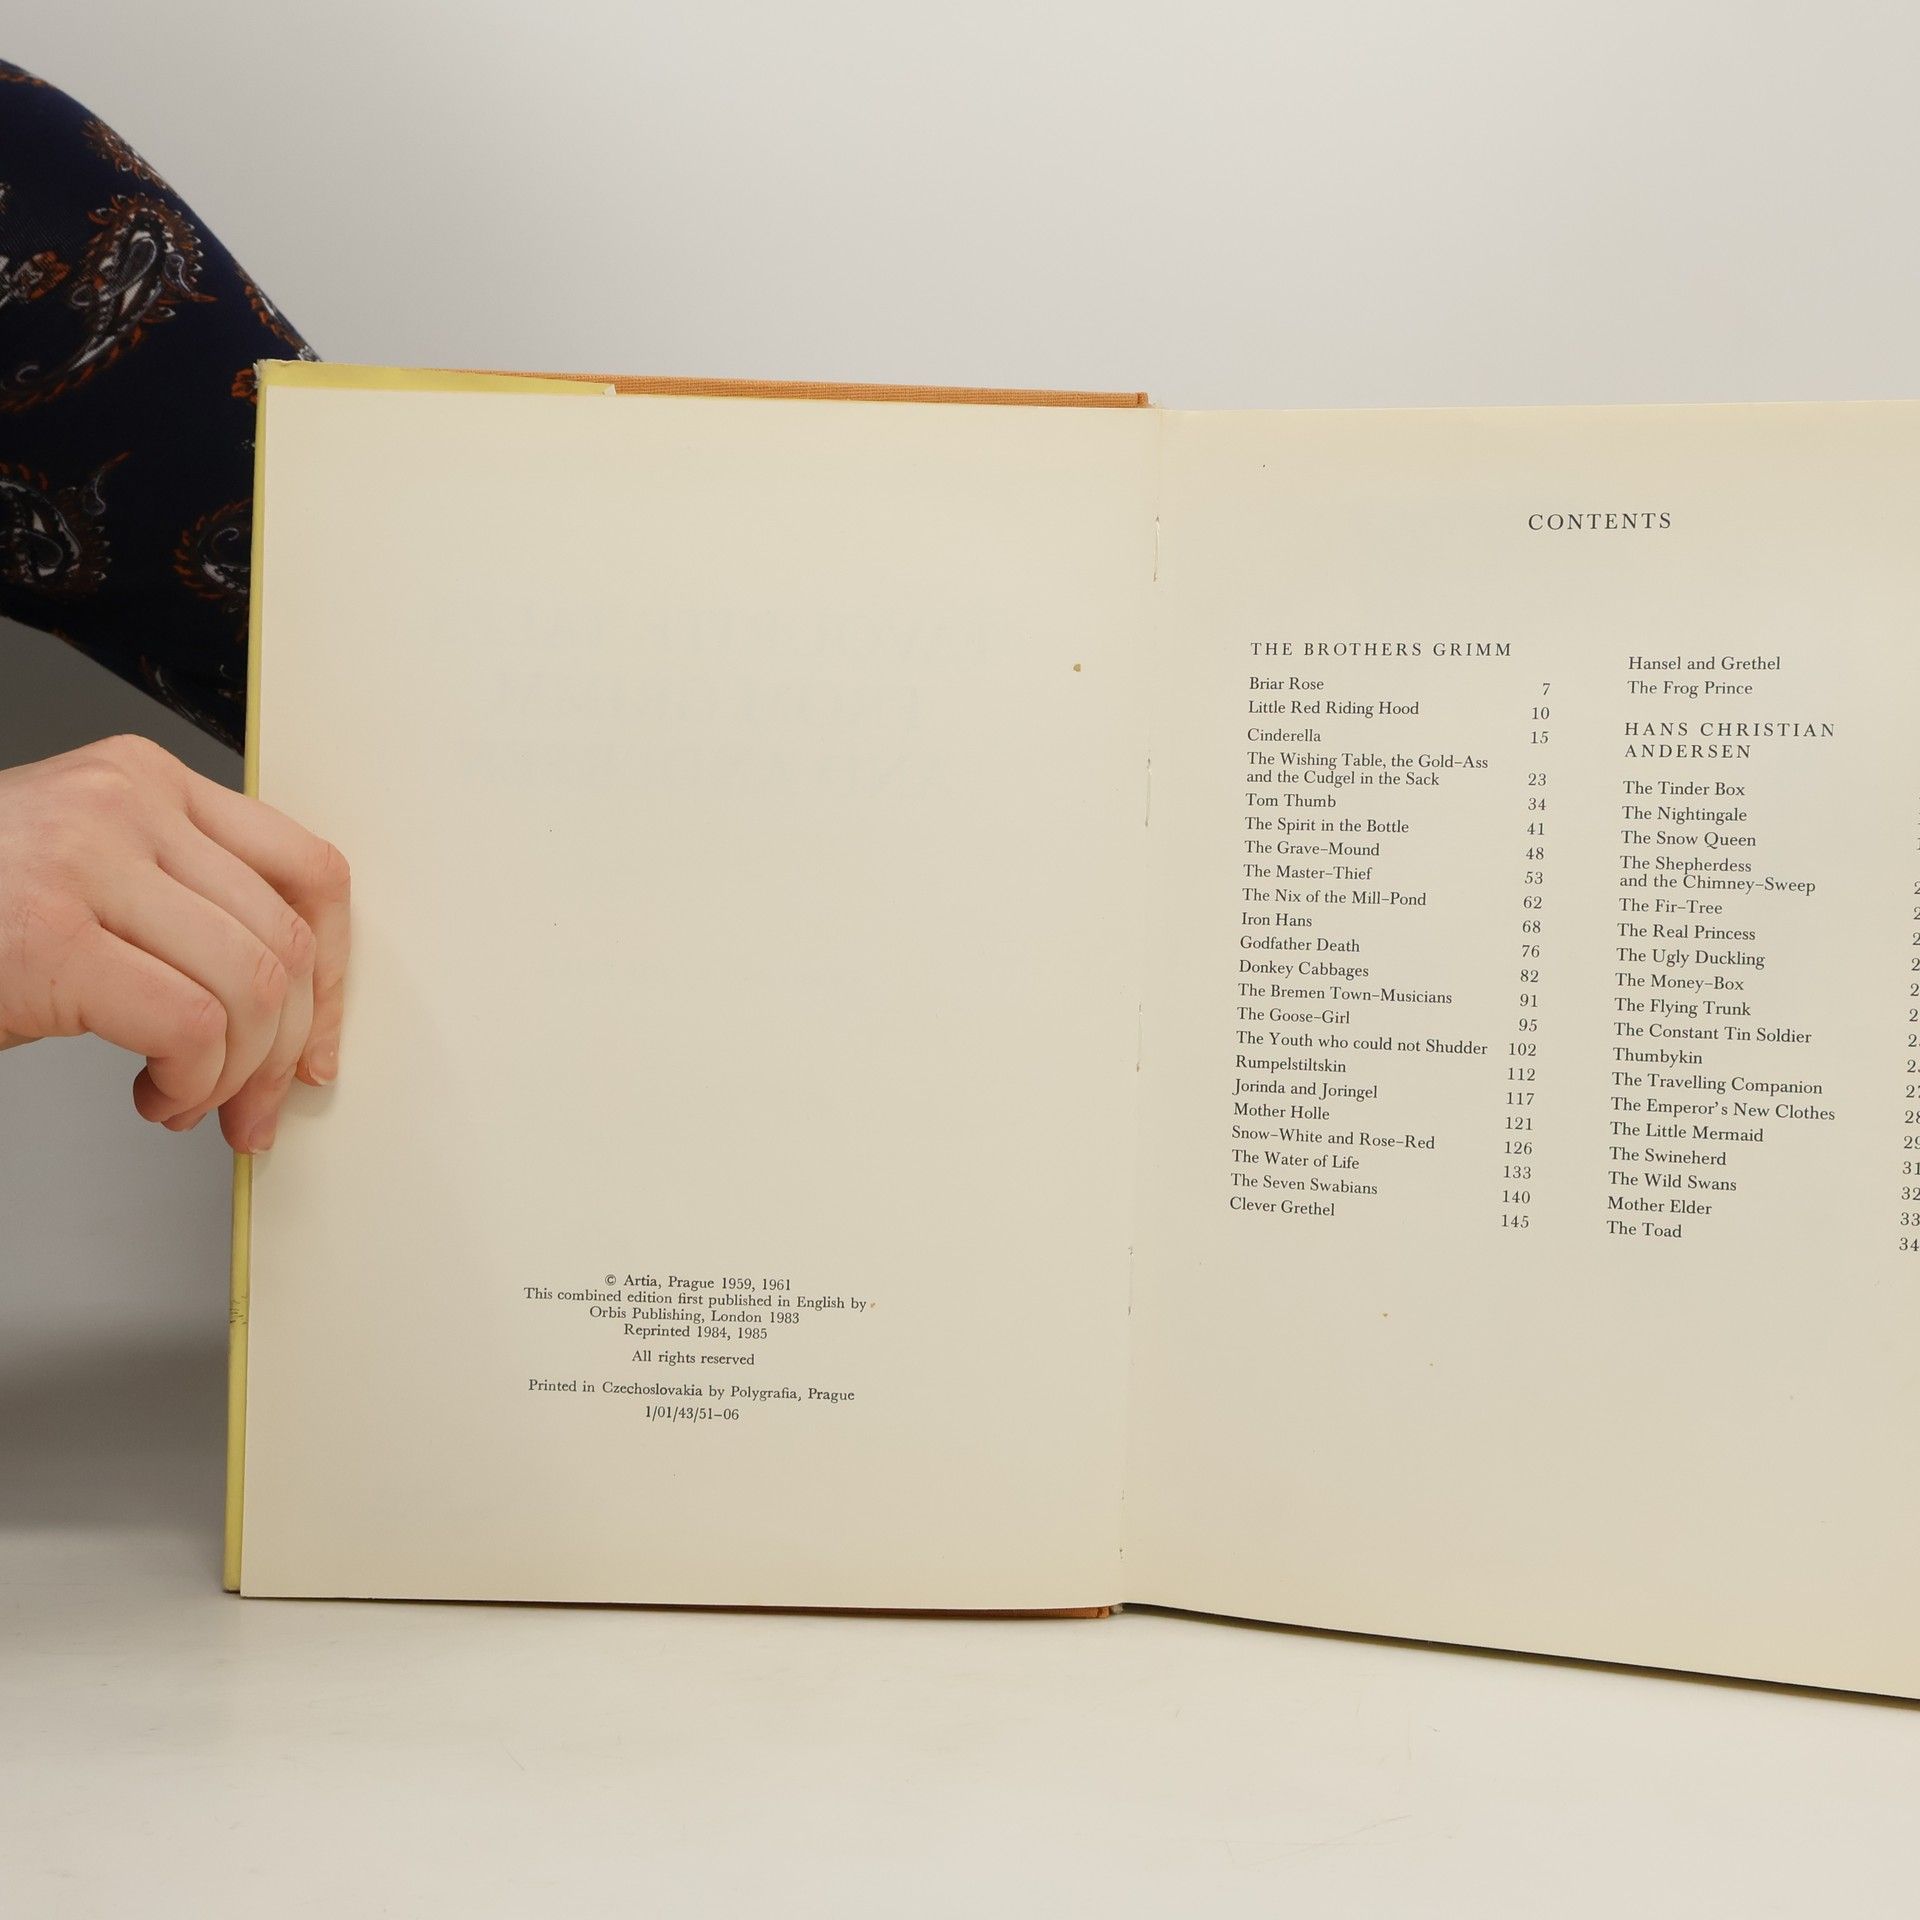 © Artia, Prague 1959, 1961
This combined edition first published in English by
Orbis Publishing, London 1983
Reprinted 1984, 1985
All rights reserved
Printed in Czechoslovakia by Polygrafia, Prague
1/01/43/51–06
CONTENTS
THE BROTHERS GRIMM
Briar Rose 7
Little Red Riding Hood 10
Cinderella 15
The Wishing Table, the Gold–Ass
and the Cudgel in the Sack 23
Tom Thumb 34
The Spirit in the Bottle 41
The Grave–Mound 48
The Master–Thief 53
The Nix of the Mill–Pond 62
Iron Hans 68
Godfather Death 76
Donkey Cabbages 82
The Bremen Town–Musicians 91
The Goose–Girl 95
The Youth who could not Shudder 102
Rumpelstiltskin 112
Jorinda and Joringel 117
Mother Holle 121
Snow–White and Rose–Red 126
The Water of Life 133
The Seven Swabians 140
Clever Grethel 145
Hansel and Grethel
The Frog Prince
HANS CHRISTIAN
ANDERSEN
The Tinder Box
The Nightingale
The Snow Queen
The Shepherdess
and the Chimney–Sweep
The Fir–Tree
The Real Princess
The Ugly Duckling
The Money–Box
The Flying Trunk
The Constant Tin Soldier
Thumbykin
The Travelling Companion
The Emperor's New Clothes
The Little Mermaid
The Swineherd
The Wild Swans
Mother Elder
The Toad